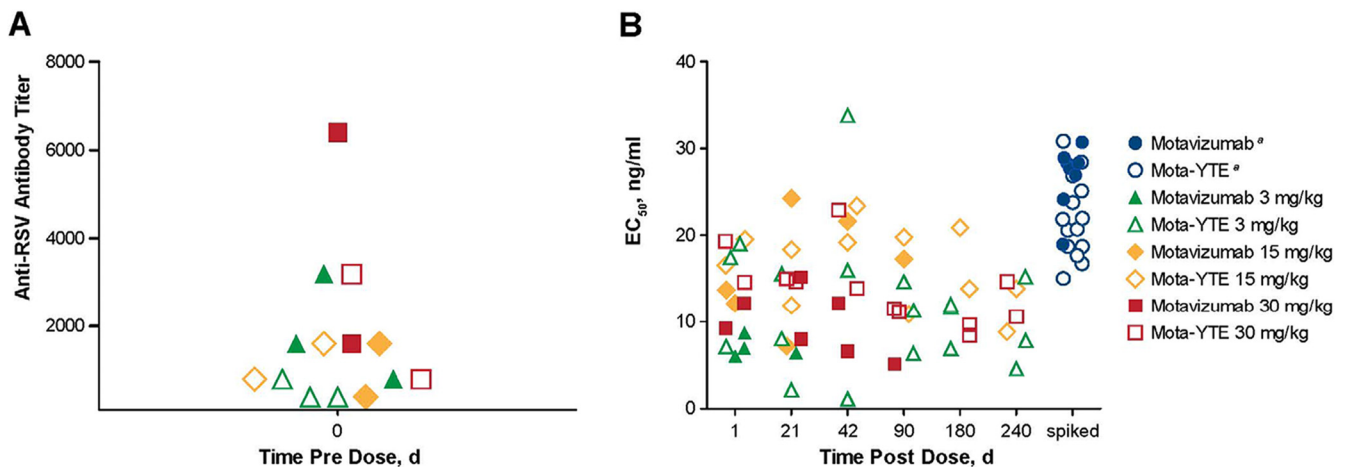 A
Anti-RSV Antibody Titer
8000
6000
4000
2000
0
Time Pre Dose, d
B
EC50, ng/ml
40
30
20
10
0
1 21 42 90 180 240 spiked
Time Post Dose, d
Motavizumab a
Mota-YTE a
Motavizumab 3 mg/kg
Mota-YTE 3 mg/kg
Motavizumab 15 mg/kg
Mota-YTE 15 mg/kg
Motavizumab 30 mg/kg
Mota-YTE 30 mg/kg